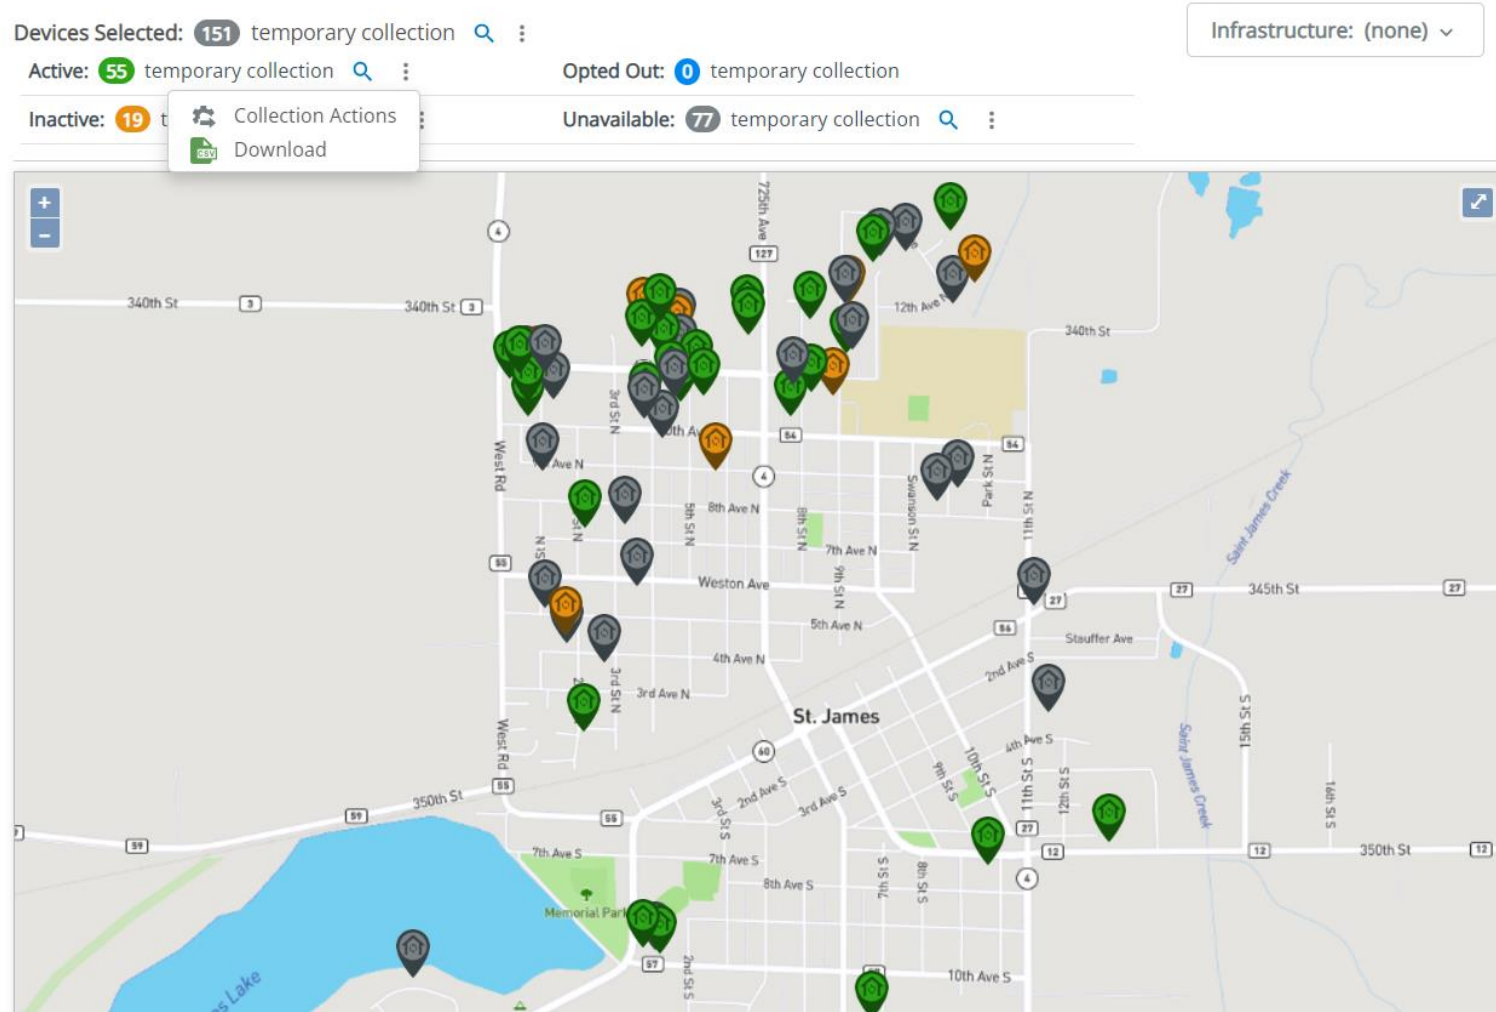 Devices Selected: 151 temporary collection
Infrastructure: (none)
Active: 55 temporary collection
Opted Out: 0 temporary collection
Inactive: 19 t
Unavailable: 77 temporary collection
Collection Actions
CSV Download
+
−
725th Ave
4
127
340th St 3
340th St 3
12th Ave N
340th St
3rd St N
54
54
West Rd
Ave N
4
Park St N
Swanson St N
11th St N
Saint James Creek
5th St N
8th Ave N
8th St N
St N
N St
7th Ave N
55
Weston Ave
9th St N
27
345th St
27
27
5th Ave N
56
Stauffer Ave
4th Ave N
2nd Ave S
3rd St N
3rd Ave N
St. James
15th St S
West Rd
60
4th Ave S
Saint James Creek
10th St S
9th St S
11th St S
12th St S
16th St S
55
350th St
2nd Ave S
3rd Ave S
3rd St S
59
55
27
59
7th Ave S
7th Ave S
12
12
350th St
12
8th Ave S
7th St S
8th St S
4
Memorial Park
57
2nd St S
10th Ave S
s Lake